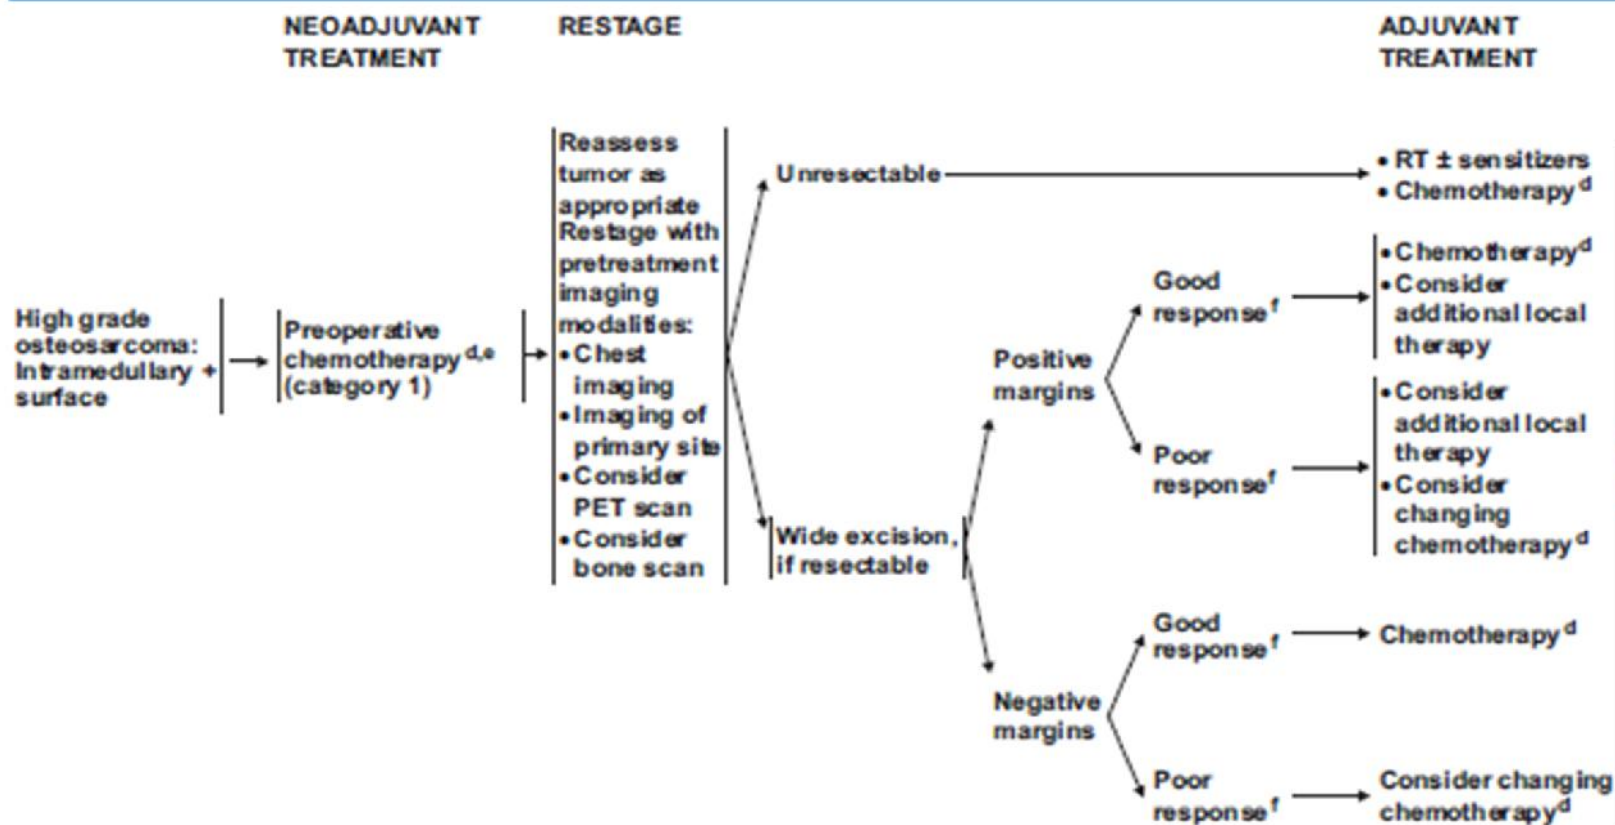 NEOADJUVANT
TREATMENT
RESTAGE
ADJUVANT
TREATMENT
High grade
osteosarcoma:
Intramedullary +
surface
Preoperative
chemotherapy d,e
(category 1)
Reassess
tumor as
appropriate
Restage with
pretreatment
imaging
modalities:
• Chest
imaging
• Imaging of
primary site
• Consider
PET scan
• Consider
bone scan
Unresectable
• RT ± sensitizers
• Chemotherapy d
Wide excision,
if resectable
Positive
margins
Good
response f
• Chemotherapy d
• Consider
additional local
therapy
Poor
response f
• Consider
additional local
therapy
• Consider
changing
chemotherapy d
Negative
margins
Good
response f
Chemotherapy d
Poor
response f
Consider changing
chemotherapy d